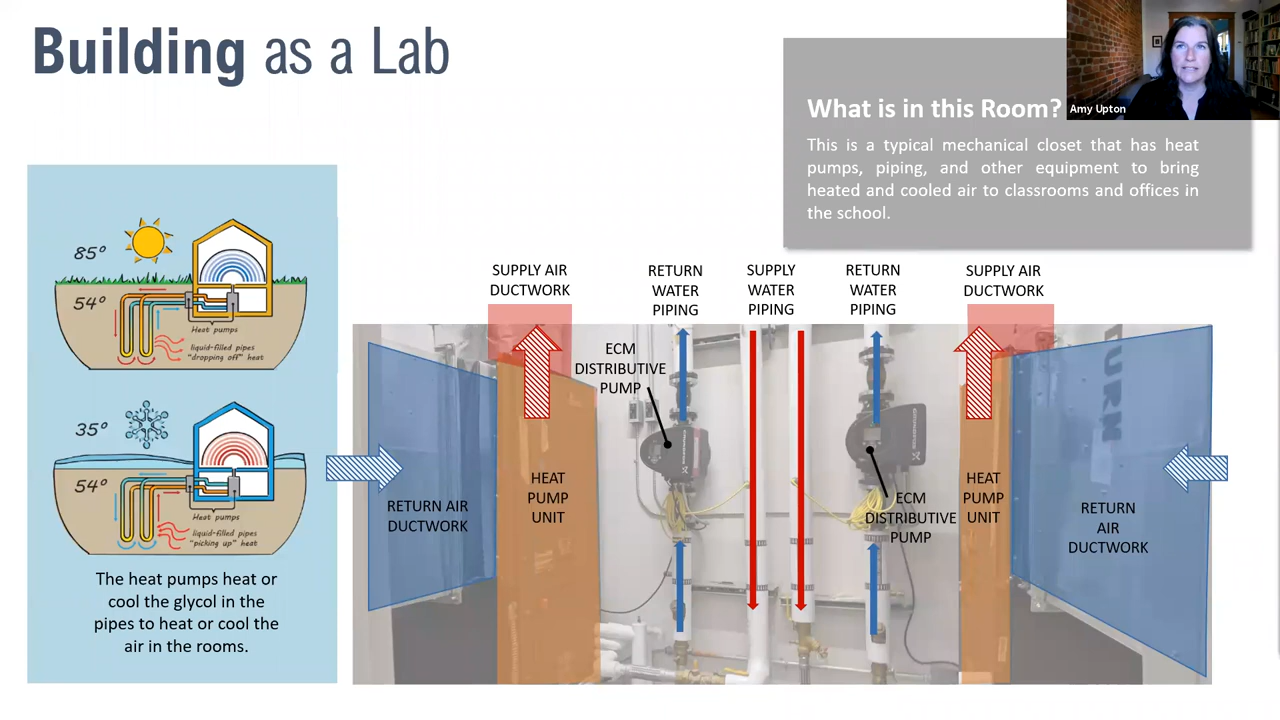 Building as a Lab
Amy Upton
What is in this Room?
This is a typical mechanical closet that has heat
pumps, piping, and other equipment to bring
heated and cooled air to classrooms and offices in
the school.
85°
54°
Heat pumps
liquid-filled pipes
"dropping off" heat
35°
54°
Heat pumps
liquid-filled pipes
"picking up" heat
The heat pumps heat or
cool the glycol in the
pipes to heat or cool the
air in the rooms.
SUPPLY AIR
DUCTWORK
RETURN
WATER
PIPING
SUPPLY
WATER
PIPING
RETURN
WATER
PIPING
SUPPLY AIR
DUCTWORK
ECM
DISTRIBUTIVE
PUMP
RETURN AIR
DUCTWORK
HEAT
PUMP
UNIT
ECM
DISTRIBUTIVE
PUMP
HEAT
PUMP
UNIT
RETURN
AIR
DUCTWORK